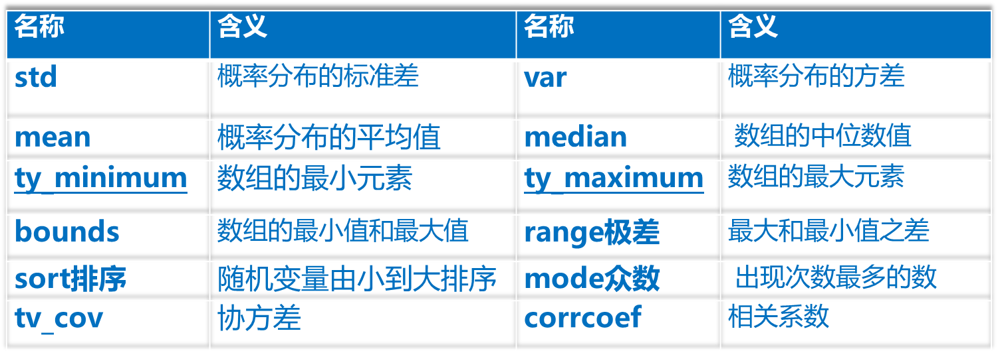 名称 含义 名称 含义
std 概率分布的标准差 var 概率分布的方差
mean 概率分布的平均值 median 数组的中位数值
ty_minimum 数组的最小元素 ty_maximum 数组的最大元素
bounds 数组的最小值和最大值 range极差 最大和最小值之差
sort排序 随机变量由小到大排序 mode众数 出现次数最多的数
tv_cov 协方差 corrcoef 相关系数